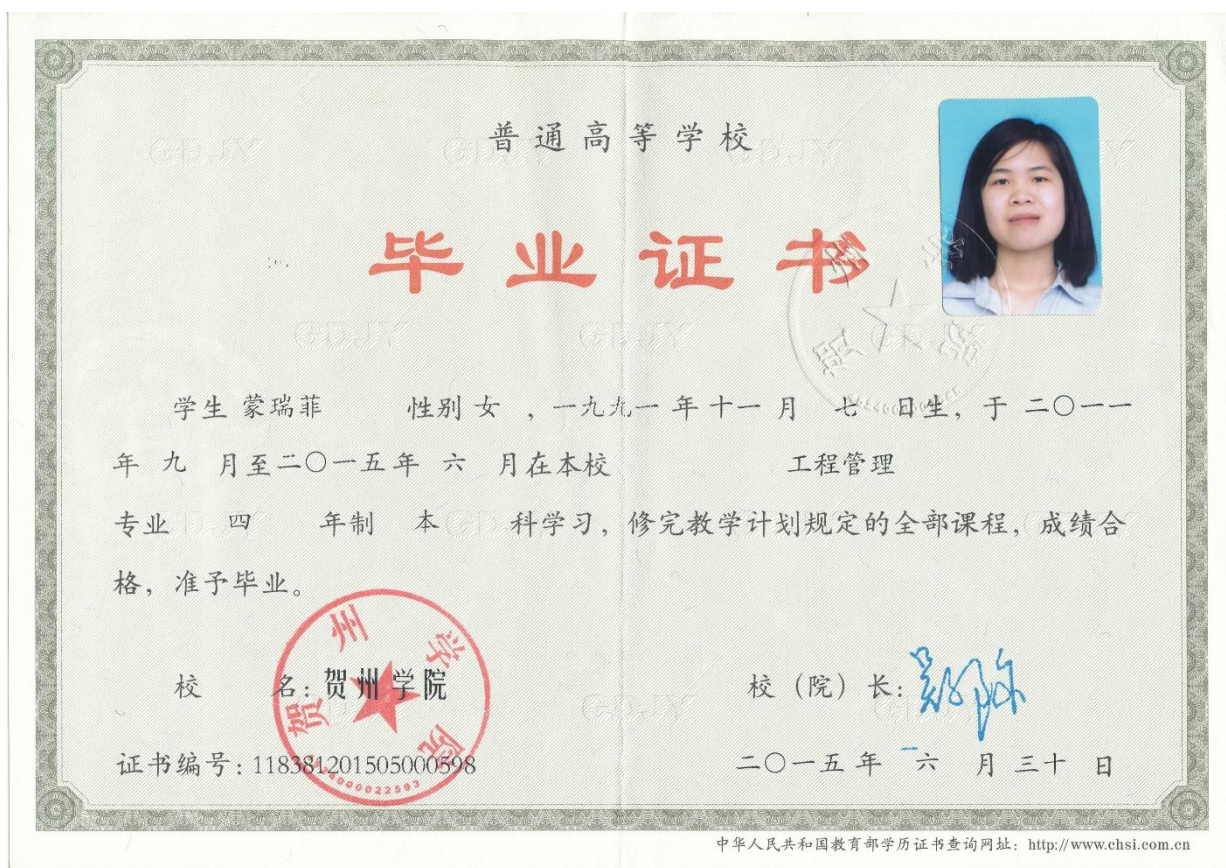 普通高等学校
毕业证书
学生 蒙瑞菲 性别 女 ，一九九一 年 十一 月 七 日生，于 二〇一一
年 九 月至二〇一五年 六 月在本校 工程管理
专业 四 年制 本 科学习，修完教学计划规定的全部课程，成绩合
格，准予毕业。
校 名：贺州学院
校（院）长：
贺州学院
证书编号：118381201505000598
二〇一五 年 六 月 三十 日
中华人民共和国教育部学历证书查询网址：http://www.chsi.com.cn
GDJY